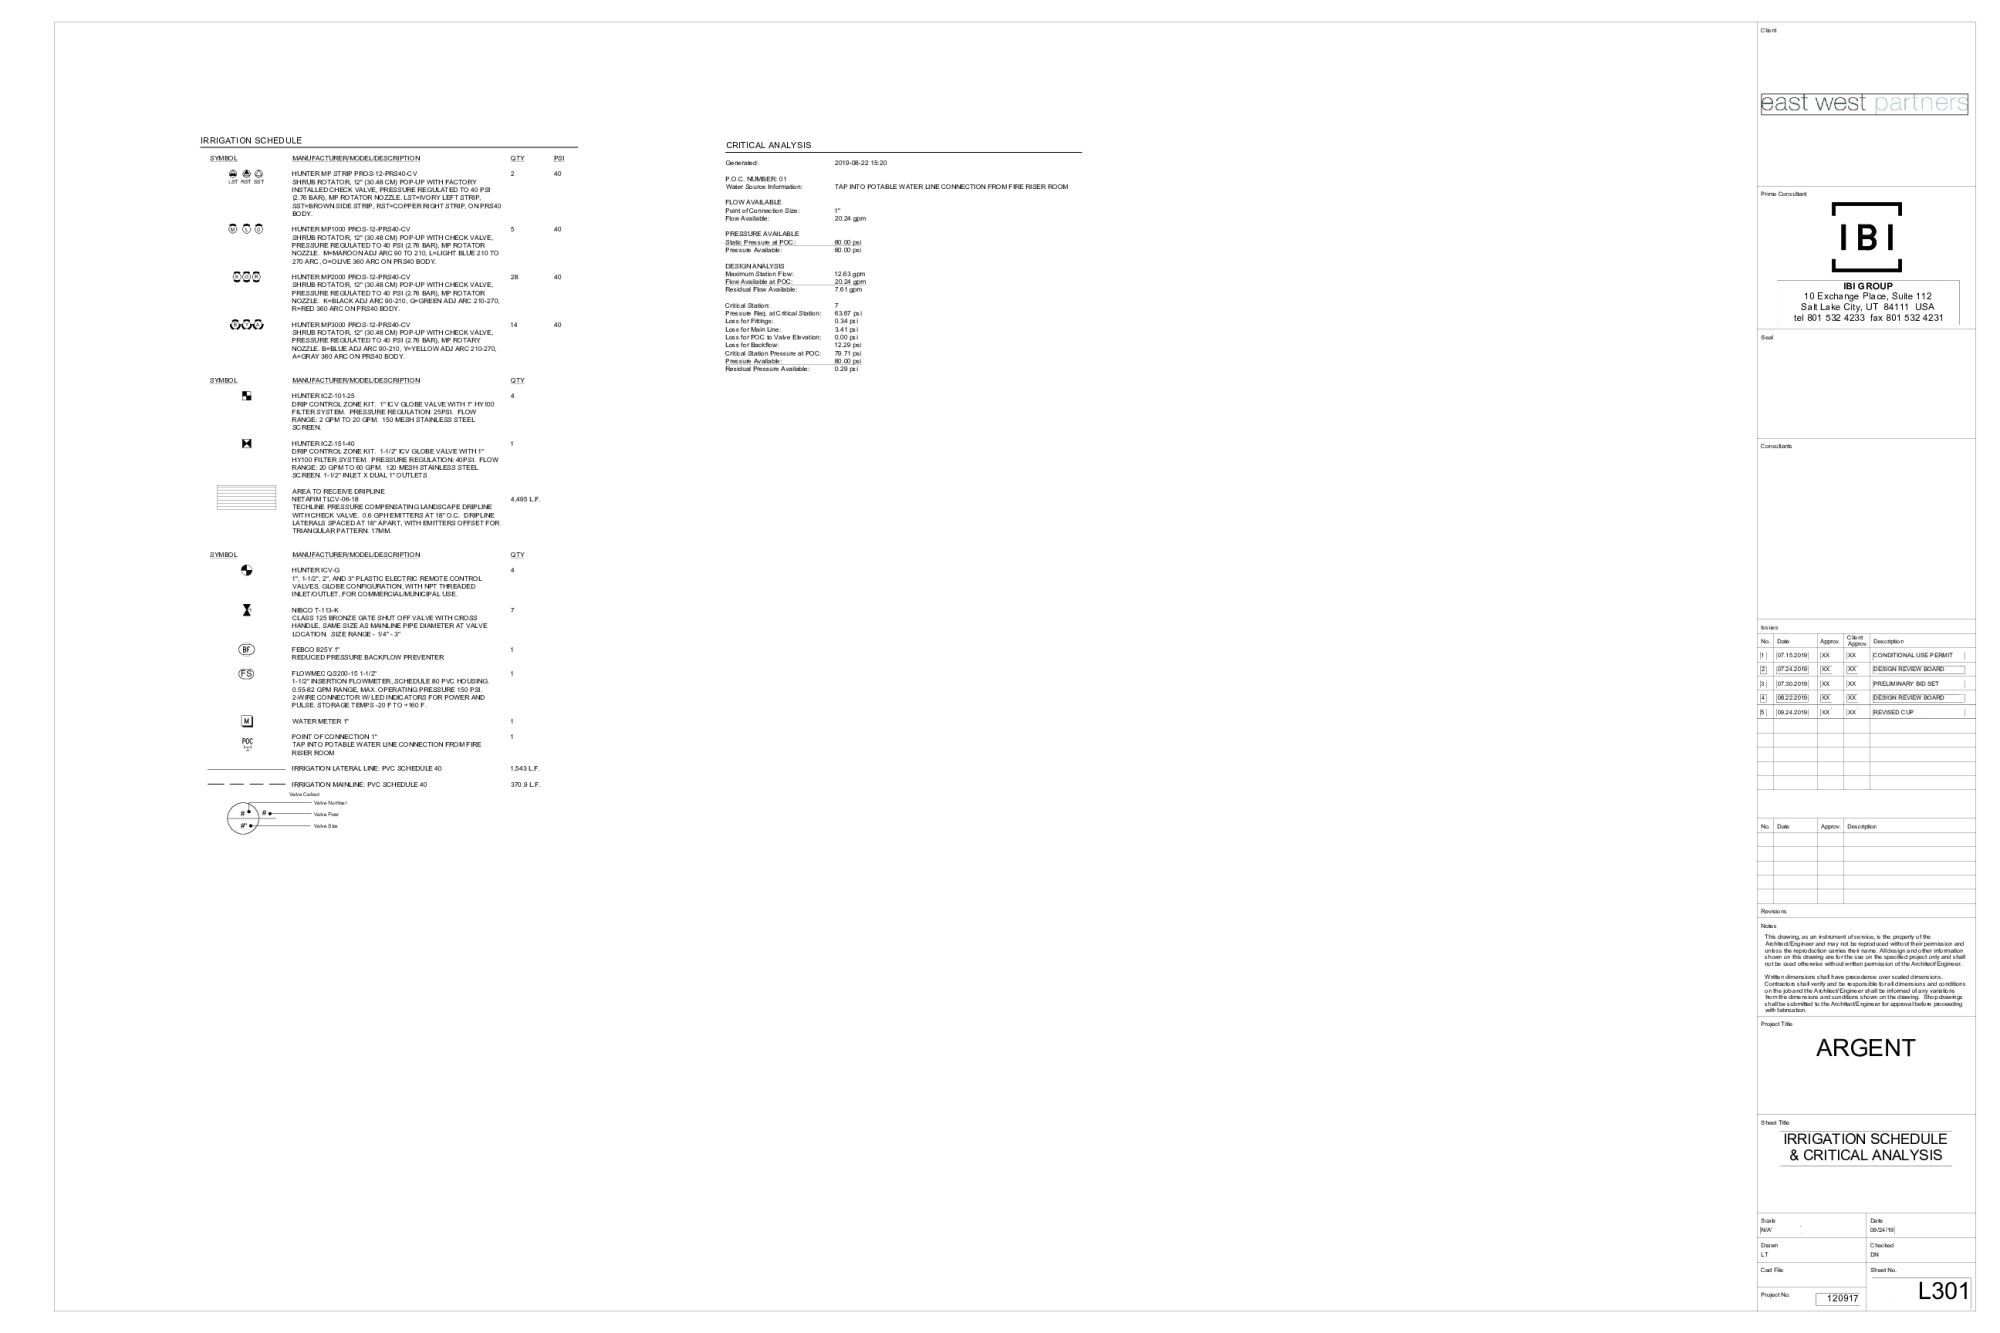 IRRIGATION SCHEDULE
SYMBOL MANUFACTURER/MODEL/DESCRIPTION QTY PSI
LST RST SST
HUNTER MP STRIP PROS-12-PRS40-CV 2 40
SHRUB ROTATOR, 12" (30.48 CM) POP-UP WITH FACTORY
INSTALLED CHECK VALVE, PRESSURE REGULATED TO 40 PSI
(2.76 BAR), MP ROTATOR NOZZLE. LST=IVORY LEFT STRIP,
SST=BROWN SIDE STRIP, RST=COPPER RIGHT STRIP, ON PRS40
BODY.
M L O
HUNTER MP1000 PROS-12-PRS40-CV 5 40
SHRUB ROTATOR, 12" (30.48 CM) POP-UP WITH CHECK VALVE,
PRESSURE REGULATED TO 40 PSI (2.76 BAR), MP ROTATOR
NOZZLE. M=MAROON ADJ ARC 90 TO 210, L=LIGHT BLUE 210 TO
270 ARC, O=OLIVE 360 ARC ON PRS40 BODY.
K G R
HUNTER MP2000 PROS-12-PRS40-CV 28 40
SHRUB ROTATOR, 12" (30.48 CM) POP-UP WITH CHECK VALVE,
PRESSURE REGULATED TO 40 PSI (2.76 BAR), MP ROTATOR
NOZZLE. K=BLACK ADJ ARC 90-210, G=GREEN ADJ ARC 210-270,
R=RED 360 ARC ON PRS40 BODY.
B Y A
HUNTER MP3000 PROS-12-PRS40-CV 14 40
SHRUB ROTATOR, 12" (30.48 CM) POP-UP WITH CHECK VALVE,
PRESSURE REGULATED TO 40 PSI (2.76 BAR), MP ROTARY
NOZZLE. B=BLUE ADJ ARC 90-210, Y=YELLOW ADJ ARC 210-270,
A=GRAY 360 ARC ON PRS40 BODY.
SYMBOL MANUFACTURER/MODEL/DESCRIPTION QTY
HUNTER ICZ-101-25 4
DRIP CONTROL ZONE KIT. 1" ICV GLOBE VALVE WITH 1" HY100
FILTER SYSTEM. PRESSURE REGULATION: 25PSI. FLOW
RANGE: 2 GPM TO 20 GPM. 150 MESH STAINLESS STEEL
SCREEN.
HUNTER ICZ-151-40 1
DRIP CONTROL ZONE KIT. 1-1/2" ICV GLOBE VALVE WITH 1"
HY100 FILTER SYSTEM. PRESSURE REGULATION: 40PSI. FLOW
RANGE: 20 GPM TO 60 GPM. 120 MESH STAINLESS STEEL
SCREEN. 1-1/2" INLET X DUAL 1" OUTLETS
AREA TO RECEIVE DRIPLINE
NETAFIM TLCV-06-18 4,495 L.F.
TECHLINE PRESSURE COMPENSATING LANDSCAPE DRIPLINE
WITH CHECK VALVE. 0.6 GPH EMITTERS AT 18" O.C. DRIPLINE
LATERALS SPACED AT 18" APART, WITH EMITTERS OFFSET FOR
TRIANGULAR PATTERN. 17MM.
SYMBOL MANUFACTURER/MODEL/DESCRIPTION QTY
HUNTER ICV-G 4
1", 1-1/2", 2", AND 3" PLASTIC ELECTRIC REMOTE CONTROL
VALVES, GLOBE CONFIGURATION, WITH NPT THREADED
INLET/OUTLET, FOR COMMERCIAL/MUNICIPAL USE.
NIBCO T-113-K 7
CLASS 125 BRONZE GATE SHUT OFF VALVE WITH CROSS
HANDLE, SAME SIZE AS MAINLINE PIPE DIAMETER AT VALVE
LOCATION. SIZE RANGE - 1/4" - 3"
BF FEBCO 825Y 1" 1
REDUCED PRESSURE BACKFLOW PREVENTER
FS FLOWMEC QS200-15 1-1/2" 1
1-1/2" INSERTION FLOWMETER, SCHEDULE 80 PVC HOUSING.
0.55-82 GPM RANGE, MAX. OPERATING PRESSURE 150 PSI.
2-WIRE CONNECTOR W/ LED INDICATORS FOR POWER AND
PULSE. STORAGE TEMPS -20 F TO +160 F.
M WATER METER 1" 1
POC POINT OF CONNECTION 1" 1
TAP INTO POTABLE WATER LINE CONNECTION FROM FIRE
RISER ROOM
IRRIGATION LATERAL LINE: PVC SCHEDULE 40 1,543 L.F.
IRRIGATION MAINLINE: PVC SCHEDULE 40 370.9 L.F.
Valve Callout
Valve Number
# # Valve Flow
#" Valve Size
CRITICAL ANALYSIS
Generated: 2019-08-22 15:20
P.O.C. NUMBER: 01
Water Source Information: TAP INTO POTABLE WATER LINE CONNECTION FROM FIRE RISER ROOM
FLOW AVAILABLE
Point of Connection Size: 1"
Flow Available: 20.24 gpm
PRESSURE AVAILABLE
Static Pressure at POC: 80.00 psi
Pressure Available: 80.00 psi
DESIGN ANALYSIS
Maximum Station Flow: 12.63 gpm
Flow Available at POC: 20.24 gpm
Residual Flow Available: 7.61 gpm
Critical Station: 7
Pressure Req. at Critical Station: 63.67 psi
Loss for Fittings: 0.34 psi
Loss for Main Line: 3.41 psi
Loss for POC to Valve Elevation: 0.00 psi
Loss for Backflow: 12.29 psi
Critical Station Pressure at POC: 79.71 psi
Pressure Available: 80.00 psi
Residual Pressure Available: 0.29 psi
Client
east west partners
Prime Consultant
IBI
IBI GROUP
10 Exchange Place, Suite 112
Salt Lake City, UT 84111 USA
tel 801 532 4233 fax 801 532 4231
Seal
Consultants
Issues
No. Date Approv. Client Approv. Description
1 07.15.2019 XX XX CONDITIONAL USE PERMIT
2 07.24.2019 XX XX DESIGN REVIEW BOARD
3 07.30.2019 XX XX PRELIMINARY BID SET
4 08.22.2019 XX XX DESIGN REVIEW BOARD
5 09.24.2019 XX XX REVISED CUP
No. Date Approv. Description
Revisions
Notes
This drawing, as an instrument of service, is the property of the
Architect/Engineer and may not be reproduced without their permission and
unless the reproduction carries their name. All design and other information
shown on this drawing are for the use on the specified project only and shall
not be used otherwise without written permission of the Architect/Engineer.
Written dimensions shall have precedence over scaled dimensions.
Contractors shall verify and be responsible for all dimensions and conditions
on the job and the Architect/Engineer shall be informed of any variations
from the dimensions and conditions shown on the drawing. Shop drawings
shall be submitted to the Architect/Engineer for approval before proceeding
with fabrication.
Project Title
ARGENT
Sheet Title
IRRIGATION SCHEDULE
& CRITICAL ANALYSIS
Scale Date
N/A 09/24/19
Drawn Checked
LT DN
Cad File Sheet No.
L301
Project No. 120917